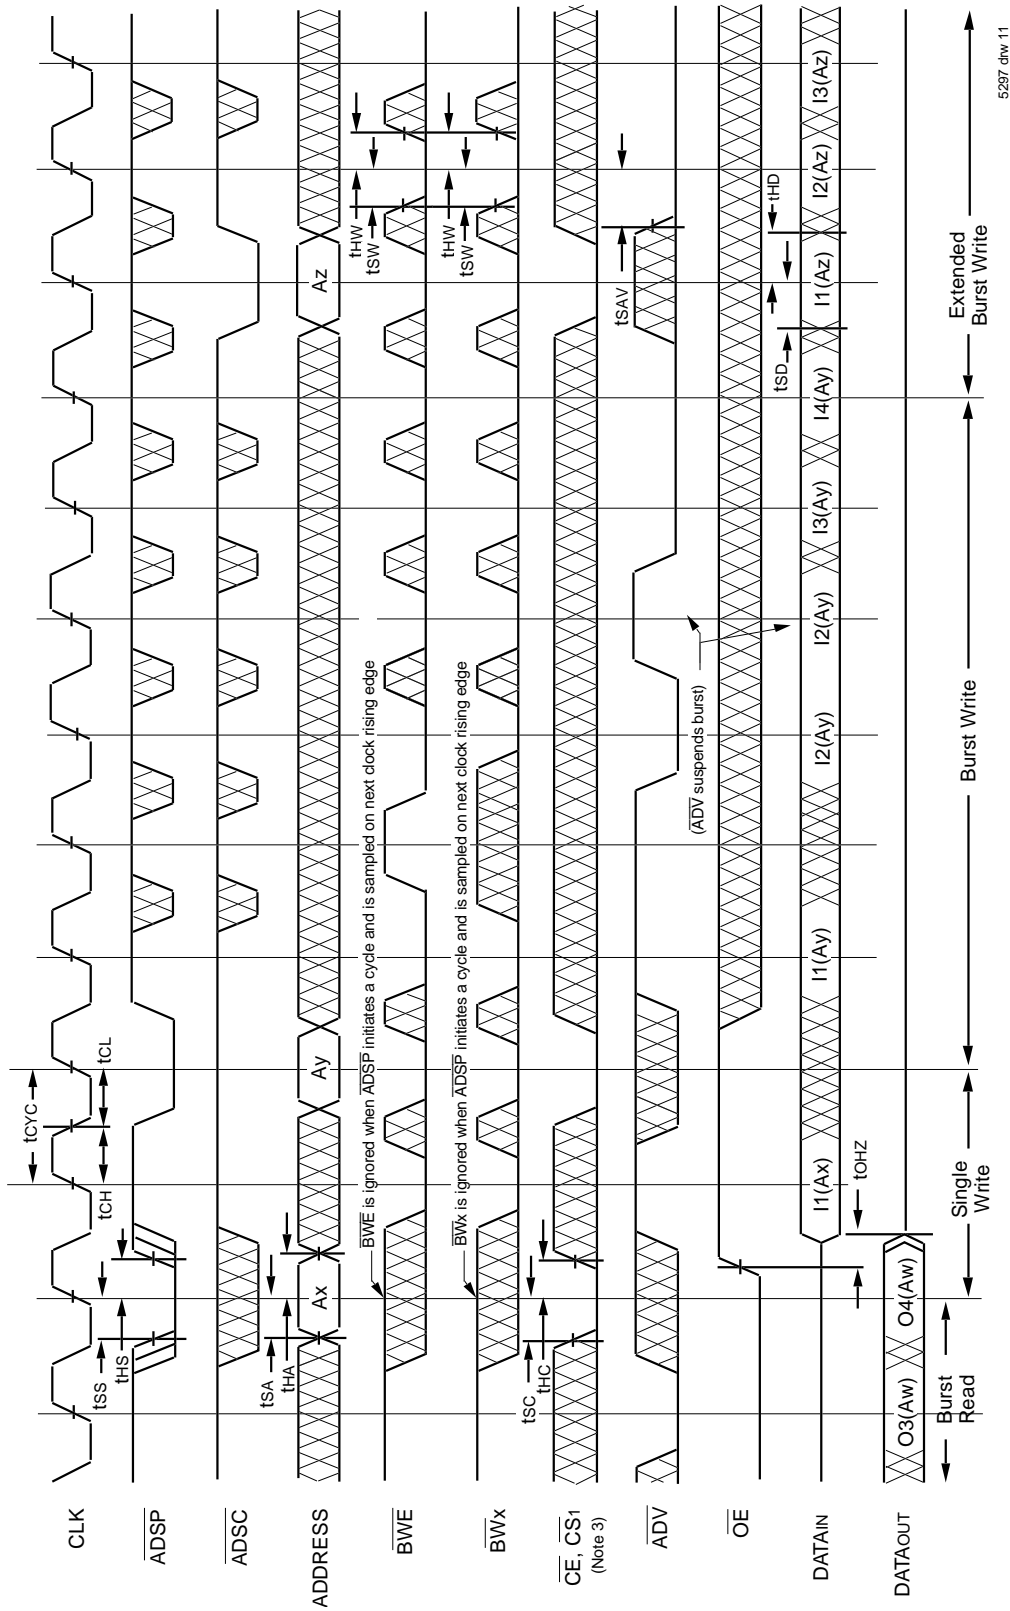 CLK
tSS
tHS
tCH
tCYC
tCL
ADSP
ADSC
ADDRESS
tSA
tHA
Ax
Ay
Az
BWE
BWE is ignored when ADSP initiates a cycle and is sampled on next clock rising edge
tHW
tSW
BWx
BWx is ignored when ADSP initiates a cycle and is sampled on next clock rising edge
tHW
tSW
CE, CS1
(Note 3)
tSC
tHC
ADV
(ADV suspends burst)
tSAV
OE
tOHZ
tSD
tHD
DATAIN
I1(Ax)
I1(Ay)
I2(Ay)
I2(Ay)
I3(Ay)
I4(Ay)
I1(Az)
I2(Az)
I3(Az)
DATAOUT
O3(Aw)
O4(Aw)
Burst
Read
Single
Write
Burst Write
Extended
Burst Write
5297 drw 11